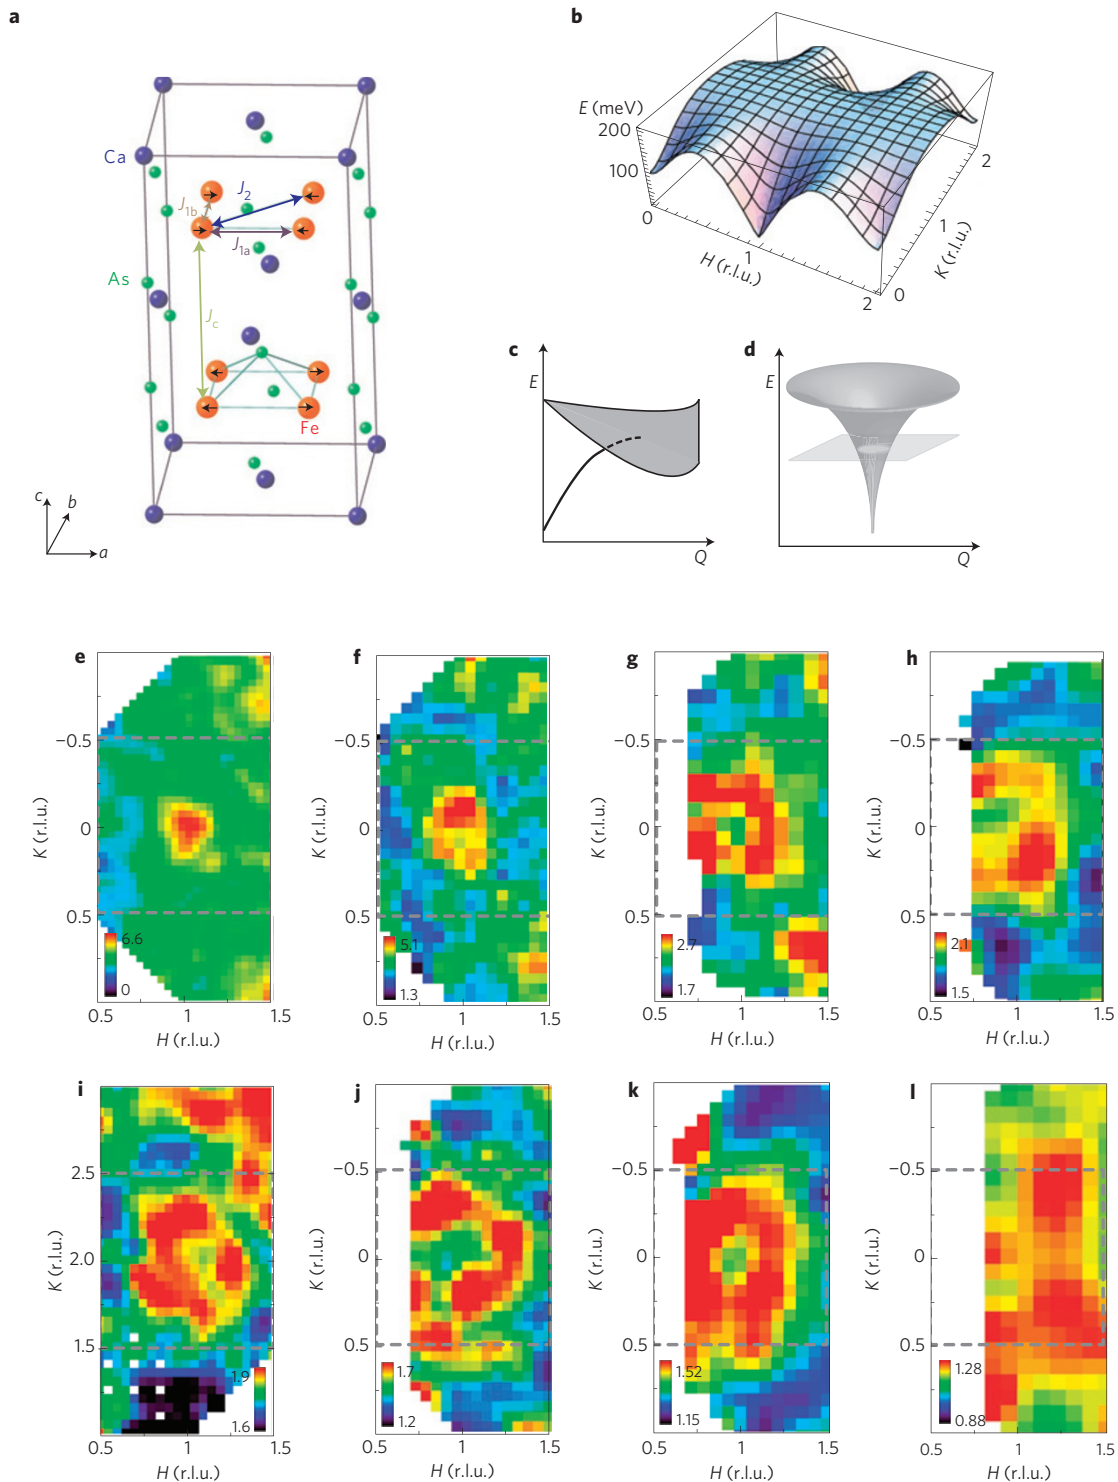 a
Ca
As
J2
J1b
J1a
Jc
Fe
c
b
a
b
E (meV)
200
100
0
H (r.l.u.)
1
2
0
K (r.l.u.)
1
2
c
E
Q
d
E
Q
e
−0.5
0
0.5
K (r.l.u.)
6.6
0
0.5 1 1.5
H (r.l.u.)
f
−0.5
0
0.5
K (r.l.u.)
5.1
1.3
0.5 1 1.5
H (r.l.u.)
g
−0.5
0
0.5
K (r.l.u.)
2.7
1.7
0.5 1 1.5
H (r.l.u.)
h
−0.5
0
0.5
K (r.l.u.)
2.1
1.5
0.5 1 1.5
H (r.l.u.)
i
2.5
2.0
1.5
K (r.l.u.)
1.9
1.6
0.5 1 1.5
H (r.l.u.)
j
−0.5
0
0.5
K (r.l.u.)
1.7
1.2
0.5 1 1.5
H (r.l.u.)
k
−0.5
0
0.5
K (r.l.u.)
1.52
1.15
0.5 1 1.5
H (r.l.u.)
l
−0.5
0
0.5
K (r.l.u.)
1.28
0.88
0.5 1 1.5
H (r.l.u.)